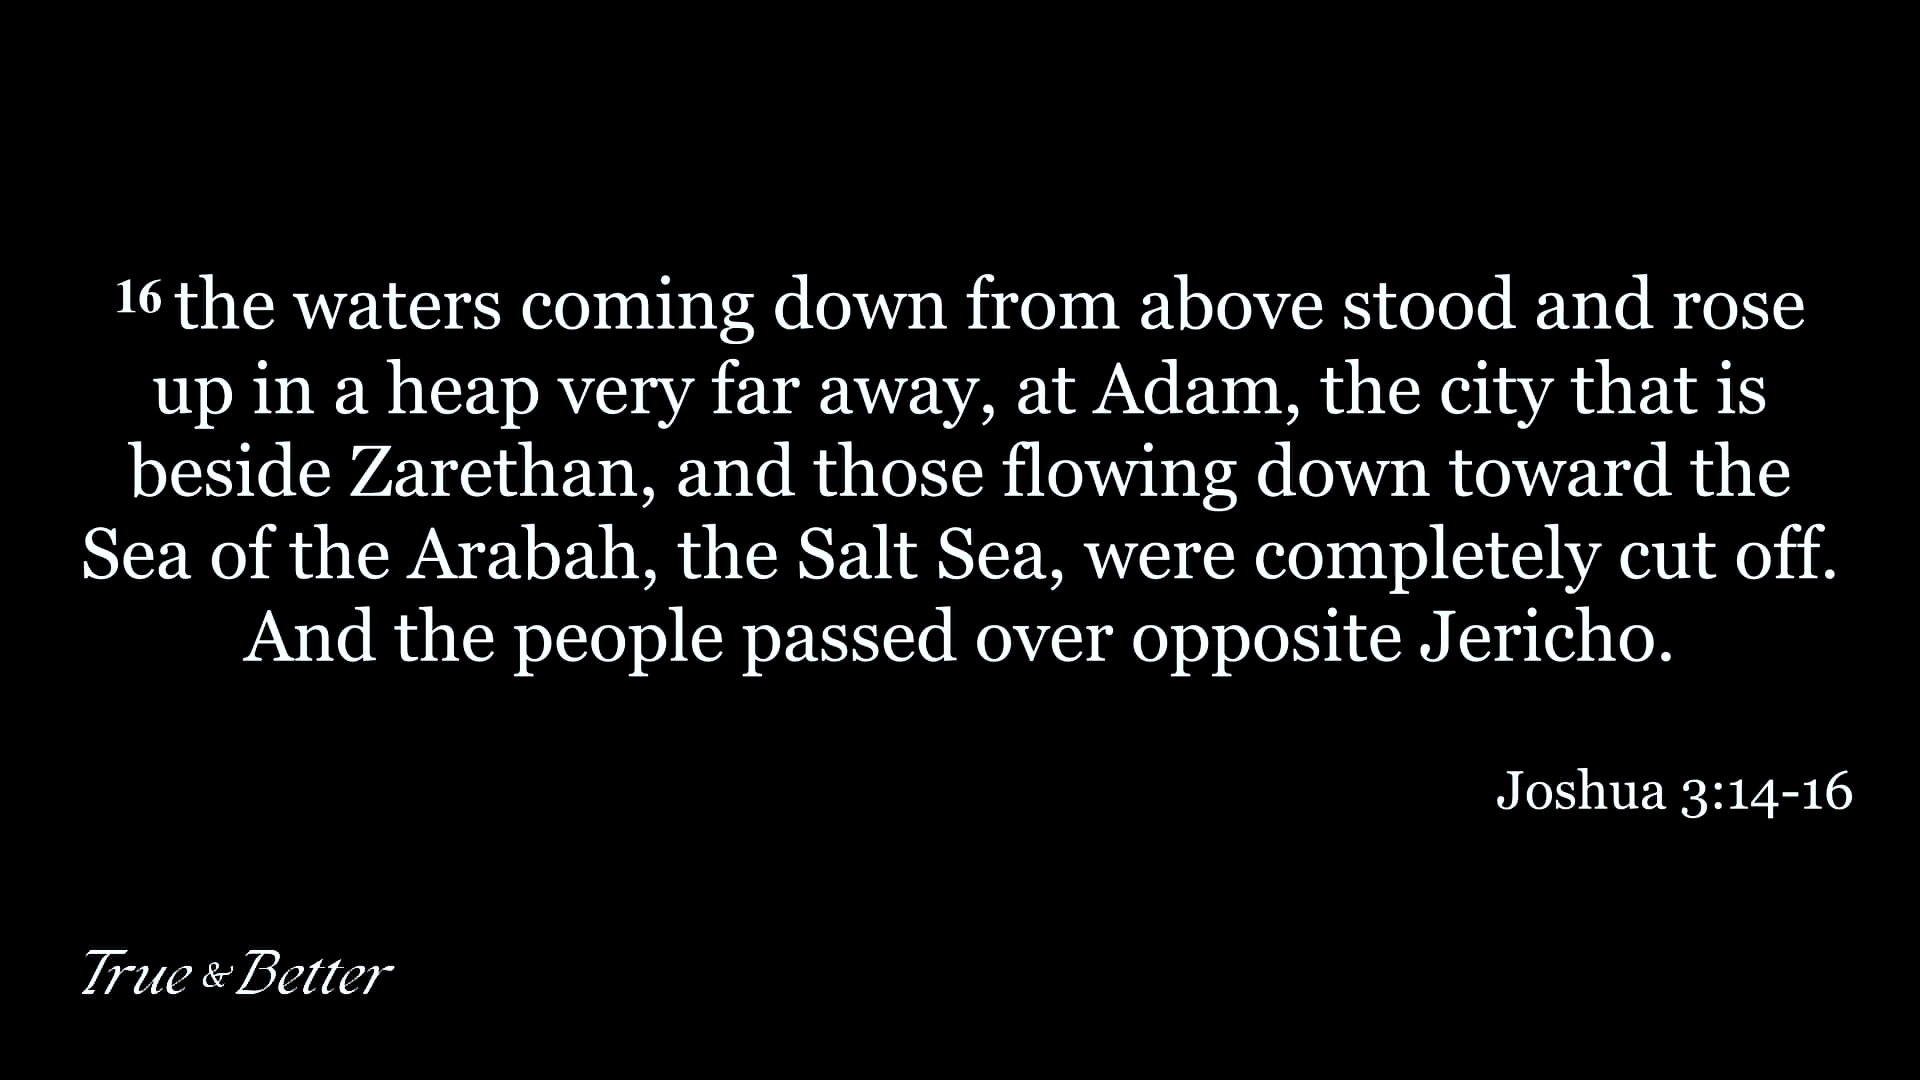 16 the waters coming down from above stood and rose
up in a heap very far away, at Adam, the city that is
beside Zarethan, and those flowing down toward the
Sea of the Arabah, the Salt Sea, were completely cut off.
And the people passed over opposite Jericho.
Joshua 3:14-16
True & Better